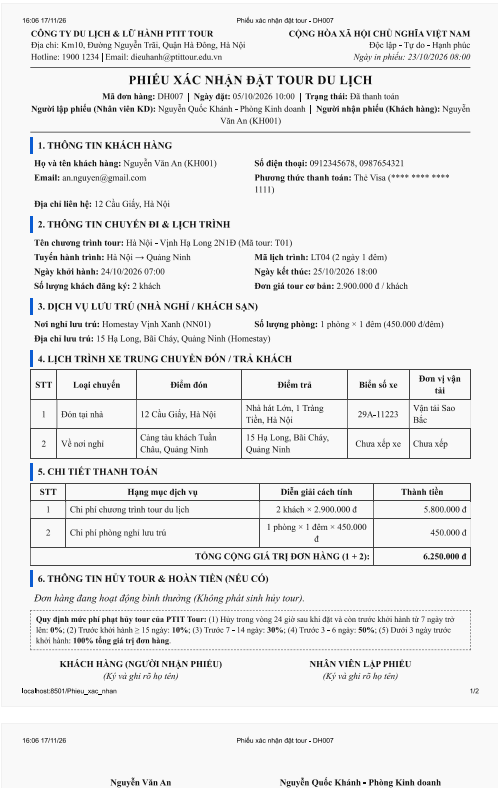 16:06 17/11/26 Phiếu xác nhận đặt tour - DH007
CÔNG TY DU LỊCH & LỮ HÀNH PTIT TOUR
Địa chỉ: Km10, Đường Nguyễn Trãi, Quận Hà Đông, Hà Nội
Hotline: 1900 1234 | Email: dieuhanh@ptittour.edu.vn
CỘNG HÒA XÃ HỘI CHỦ NGHĨA VIỆT NAM
Độc lập - Tự do - Hạnh phúc
Ngày in phiếu: 23/10/2026 08:00
PHIẾU XÁC NHẬN ĐẶT TOUR DU LỊCH
Mã đơn hàng: DH007 | Ngày đặt: 05/10/2026 10:00 | Trạng thái: Đã thanh toán
Người lập phiếu (Nhân viên KD): Nguyễn Quốc Khánh - Phòng Kinh doanh | Người nhận phiếu (Khách hàng): Nguyễn
Văn An (KH001)
1. THÔNG TIN KHÁCH HÀNG
Họ và tên khách hàng: Nguyễn Văn An (KH001) Số điện thoại: 0912345678, 0987654321
Email: an.nguyen@gmail.com Phương thức thanh toán: Thẻ Visa (**** **** ****
1111)
Địa chỉ liên hệ: 12 Cầu Giấy, Hà Nội
2. THÔNG TIN CHUYẾN ĐI & LỊCH TRÌNH
Tên chương trình tour: Hà Nội - Vịnh Hạ Long 2N1Đ (Mã tour: T01)
Tuyến hành trình: Hà Nội → Quảng Ninh Mã lịch trình: LT04 (2 ngày 1 đêm)
Ngày khởi hành: 24/10/2026 07:00 Ngày kết thúc: 25/10/2026 18:00
Số lượng khách đăng ký: 2 khách Đơn giá tour cơ bản: 2.900.000 đ / khách
3. DỊCH VỤ LƯU TRÚ (NHÀ NGHỈ / KHÁCH SẠN)
Nơi nghỉ lưu trú: Homestay Vịnh Xanh (NN01) Số lượng phòng: 1 phòng × 1 đêm (450.000 đ/đêm)
Địa chỉ lưu trú: 15 Hạ Long, Bãi Cháy, Quảng Ninh (Homestay)
4. LỊCH TRÌNH XE TRUNG CHUYỂN ĐÓN / TRẢ KHÁCH
STT Loại chuyến Điểm đón Điểm trả Biển số xe Đơn vị vận tải
1 Đón tại nhà 12 Cầu Giấy, Hà Nội Nhà hát Lớn, 1 Tràng Tiền, Hà Nội 29A-11223 Vận tải Sao Bắc
2 Về nơi nghỉ Cảng tàu khách Tuần Châu, Quảng Ninh 15 Hạ Long, Bãi Cháy, Quảng Ninh Chưa xếp xe Chưa xếp
5. CHI TIẾT THANH TOÁN
STT Hạng mục dịch vụ Diễn giải cách tính Thành tiền
1 Chi phí chương trình tour du lịch 2 khách × 2.900.000 đ 5.800.000 đ
2 Chi phí phòng nghỉ lưu trú 1 phòng × 1 đêm × 450.000 đ 450.000 đ
TỔNG CỘNG GIÁ TRỊ ĐƠN HÀNG (1 + 2): 6.250.000 đ
6. THÔNG TIN HỦY TOUR & HOÀN TIỀN (NẾU CÓ)
Đơn hàng đang hoạt động bình thường (Không phát sinh hủy tour).
Quy định mức phí phạt hủy tour của PTIT Tour: (1) Hủy trong vòng 24 giờ sau khi đặt và còn trước khởi hành từ 7 ngày trở
lên: 0%; (2) Trước khởi hành ≥ 15 ngày: 10%; (3) Trước 7 – 14 ngày: 30%; (4) Trước 3 – 6 ngày: 50%; (5) Dưới 3 ngày trước
khởi hành: 100% tổng giá trị đơn hàng.
KHÁCH HÀNG (NGƯỜI NHẬN PHIẾU) NHÂN VIÊN LẬP PHIẾU
(Ký và ghi rõ họ tên) (Ký và ghi rõ họ tên)
localhost:8501/Phieu_xac_nhan 1/2
16:06 17/11/26 Phiếu xác nhận đặt tour - DH007
Nguyễn Văn An Nguyễn Quốc Khánh - Phòng Kinh doanh